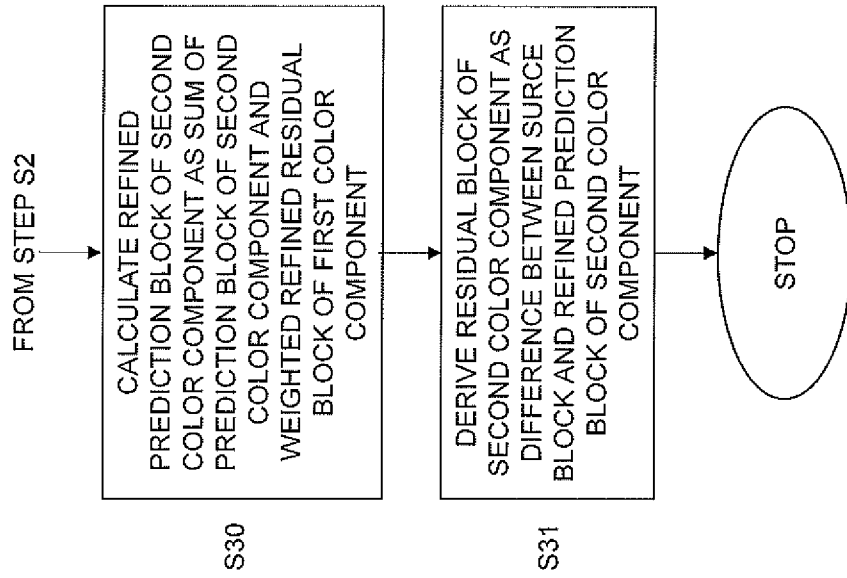 FROM STEP S2
S30
CALCULATE REFINED
PREDICTION BLOCK OF SECOND
COLOR COMPONENT AS SUM OF
PREDICTION BLOCK OF SECOND
COLOR COMPONENT AND
WEIGHTED REFINED RESIDUAL
BLOCK OF FIRST COLOR
COMPONENT
S31
DERIVE RESIDUAL BLOCK OF
SECOND COLOR COMPONENT AS
DIFFERENCE BETWEEN SURCE
BLOCK AND REFINED PREDICTION
BLOCK OF SECOND COLOR
COMPONENT
STOP